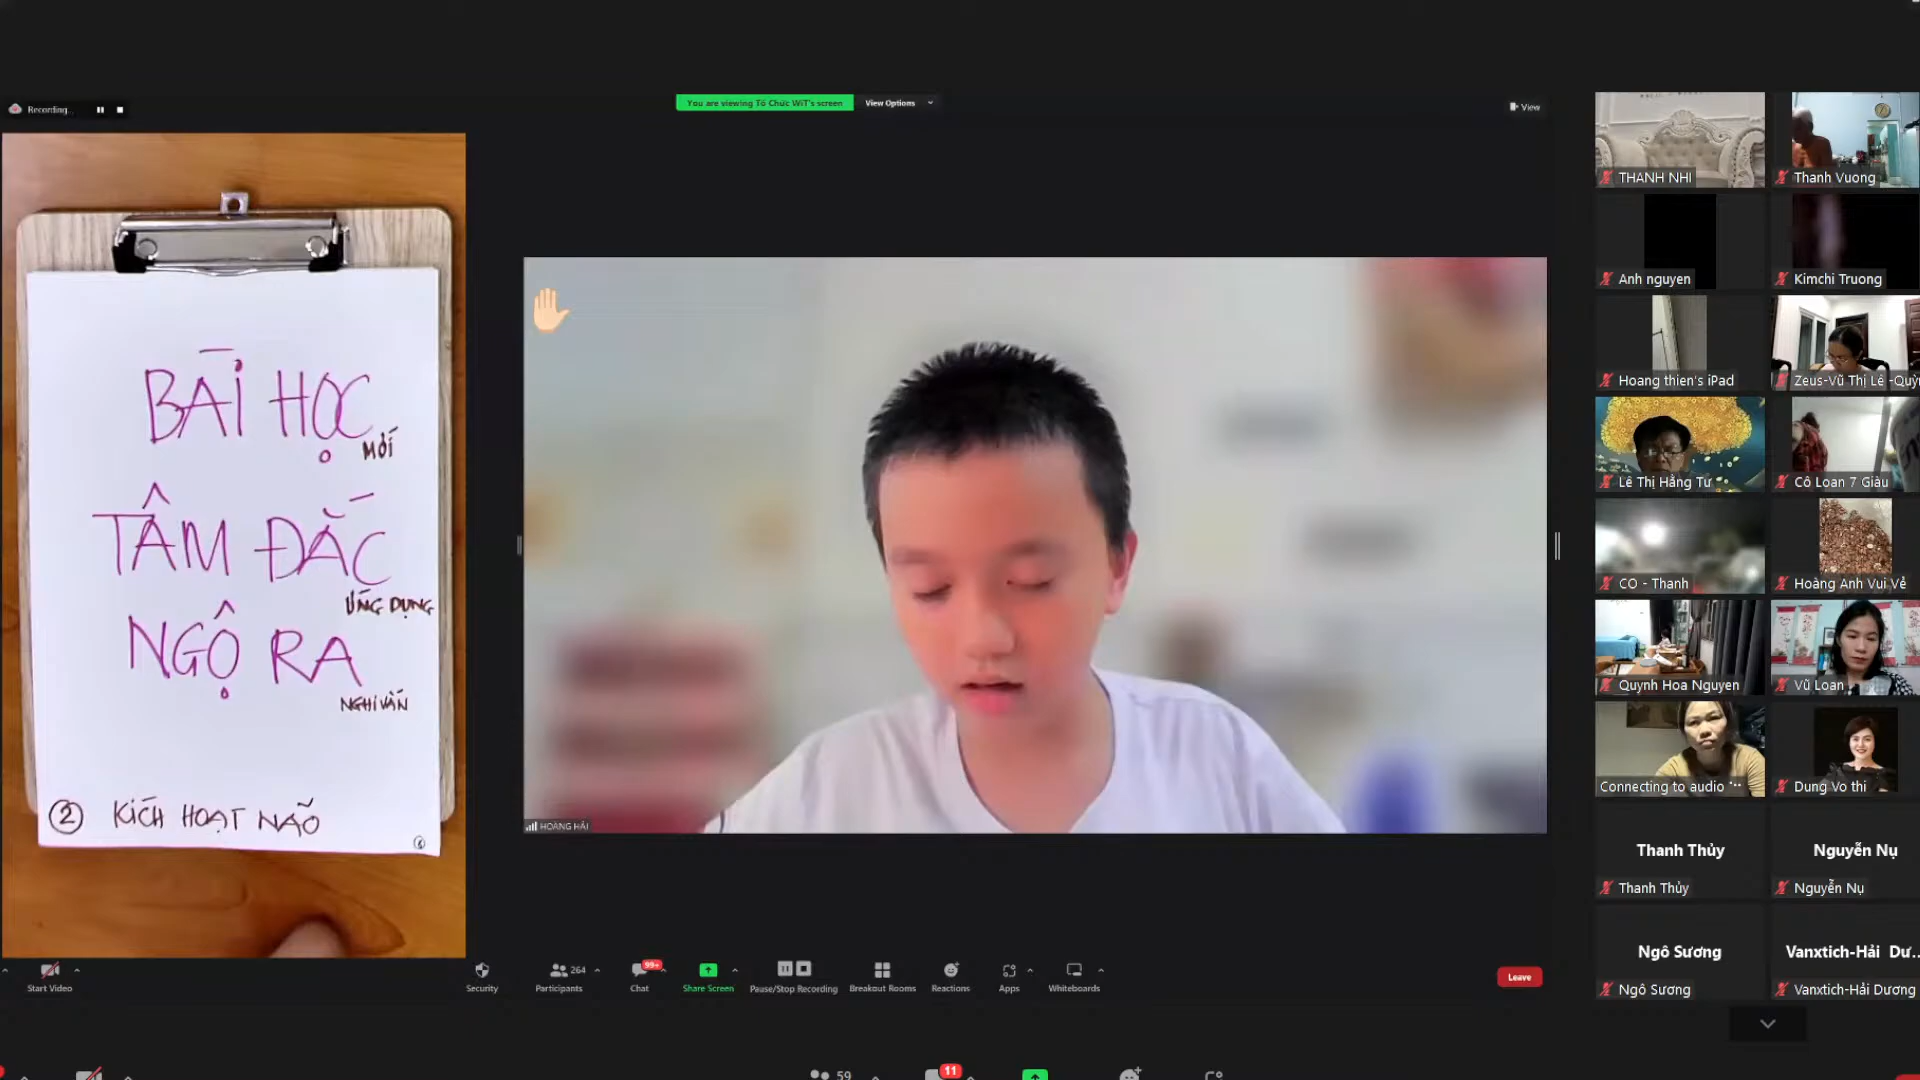 Recording...
You are viewing Tổ Chức WiT's screen
View Options
View
BÀI HỌC
MỚI
TÂM ĐẮC
ỨNG DỤNG
NGỘ RA
NGHI VẤN
② KÍCH HOẠT NÃO
HOÀNG HẢI
THANH NHI
Thanh Vuong
Anh nguyen
Kimchi Truong
Hoang thien's iPad
Zeus-Vũ Thị Lê -Quỳn
Lê Thị Hằng Tư
Cô Loan 7 Giàu
CO - Thanh
Hoàng Anh Vui Vẻ
Quynh Hoa Nguyen
Vũ Loan
Connecting to audio ...
Dung Vo thi
Thanh Thủy
Nguyễn Nụ
Thanh Thủy
Nguyễn Nụ
Ngô Sương
Vanxtich-Hải Dư...
Ngô Sương
Vanxtich-Hải Dương
Start Video
Security
264
Participants
99+
Chat
Share Screen
Pause/Stop Recording
Breakout Rooms
Reactions
Apps
Whiteboards
Leave
59
11